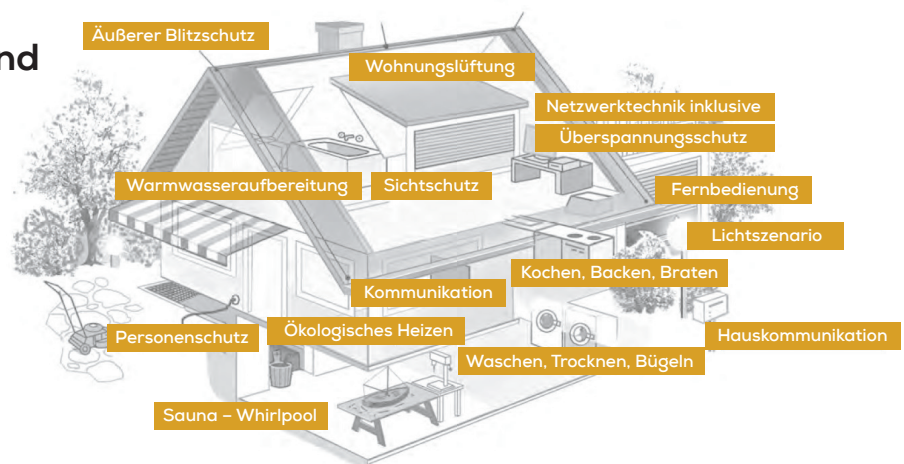 Äußerer Blitzschutz
nd
Wohnungslüftung
Netzwerktechnik inklusive
Überspannungsschutz
Warmwasseraufbereitung
Sichtschutz
Fernbedienung
Lichtszenario
Kochen, Backen, Braten
Kommunikation
Personenschutz
Ökologisches Heizen
Hauskommunikation
Waschen, Trocknen, Bügeln
Sauna – Whirlpool